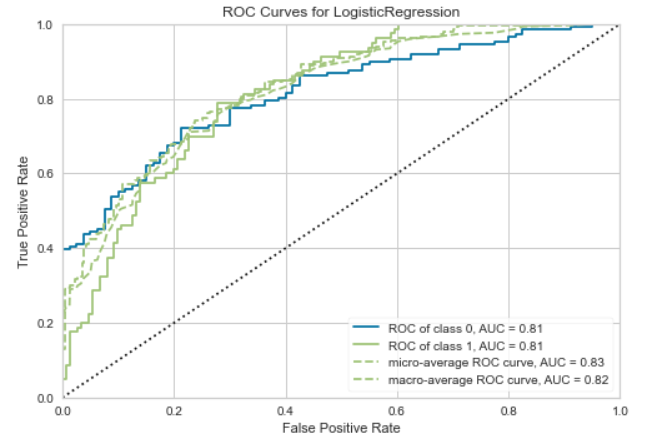 ROC Curves for LogisticRegression
1.0
0.8
0.6
0.4
0.2
0.0
True Positive Rate
ROC of class 0, AUC = 0.81
ROC of class 1, AUC = 0.81
micro-average ROC curve, AUC = 0.83
macro-average ROC curve, AUC = 0.82
0.0 0.2 0.4 0.6 0.8 1.0
False Positive Rate